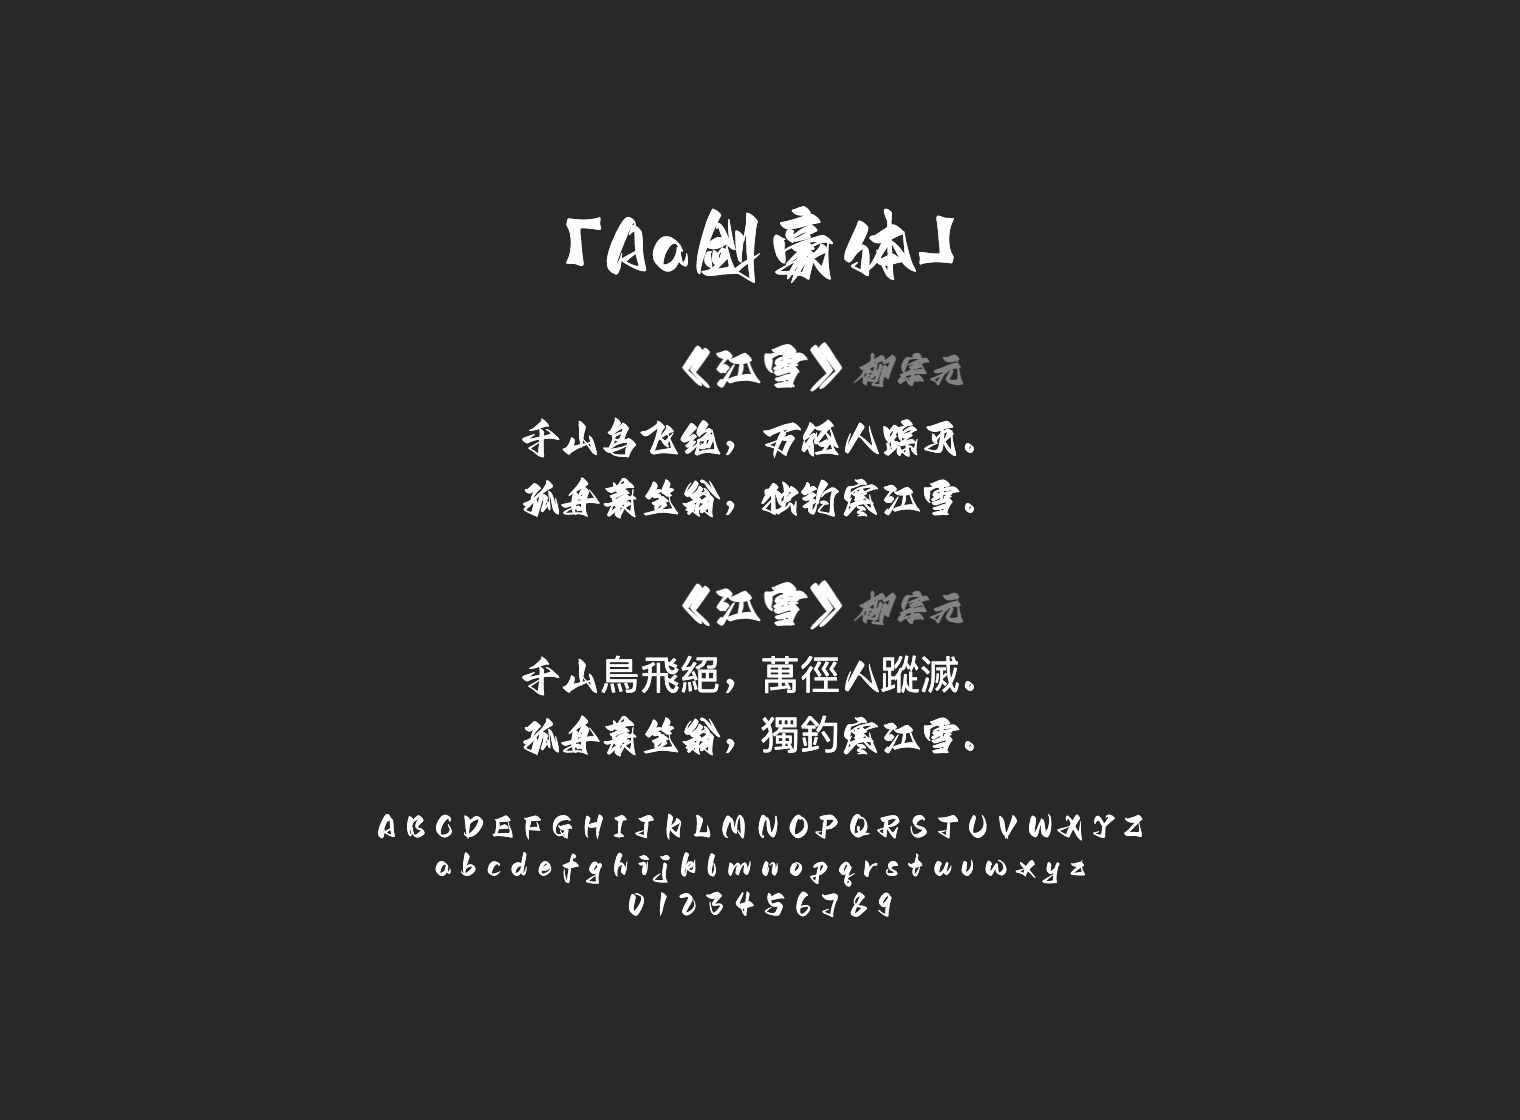 「Aa剑豪体」
《江雪》柳宗元
千山鸟飞绝，万径人踪灭。
孤舟蓑笠翁，独钓寒江雪。
《江雪》柳宗元
千山鳥飛絕，萬徑人蹤滅。
孤舟蓑笠翁，獨釣寒江雪。
A B C D E F G H I J K L M N O P Q R S T U V W X Y Z
a b c d e f g h i j k l m n o p q r s t u v w x y z
0 1 2 3 4 5 6 7 8 9